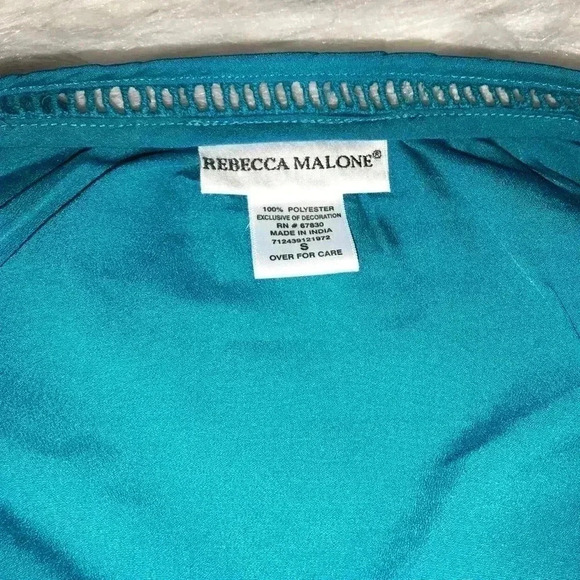 REBECCA MALONE®
100% POLYESTER
EXCLUSIVE OF DECORATION
RN # 67830
MADE IN INDIA
712439121972
S
OVER FOR CARE